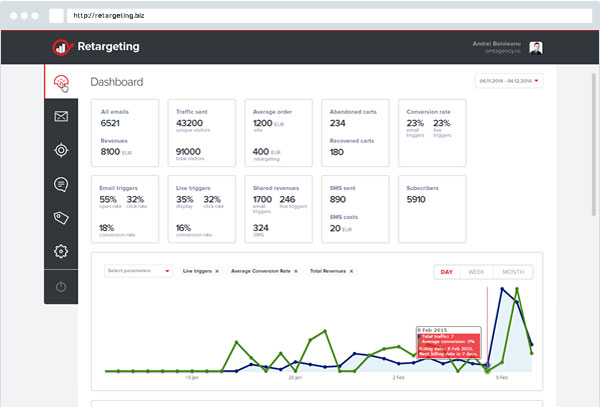 http://retargeting.biz
Retargeting
Andrei Baloleanu
omtagency.ro
Dashboard
04.11.2014 - 04.12.2014
All emails
6521
Revenues
8100 EUR
Traffic sent
43200
unique visitors
91000
total visitors
Average order
1200 EUR
site
400 EUR
retargeting
Abandoned carts
234
Recovered carts
180
Conversion rate
23% 23%
email triggers
live triggers
Email triggers
55% 32%
open rate click rate
18%
conversion rate
Live triggers
35% 32%
display click rate
16%
conversion rate
Shared revenues
1700 246
email triggers
live triggers
324
SMS
SMS sent
890
SMS costs
20 EUR
Subscribers
5910
Select parameters
Live triggers ×
Average Conversion Rate ×
Total Revenues ×
DAY WEEK MONTH
8 Feb 2015
Total traffic: 7
Average conversion: 0%
Billing date: 8 Feb 2015.
Next billing date in 7 days.
19 Jan
26 Jan
2 Feb
9 Feb